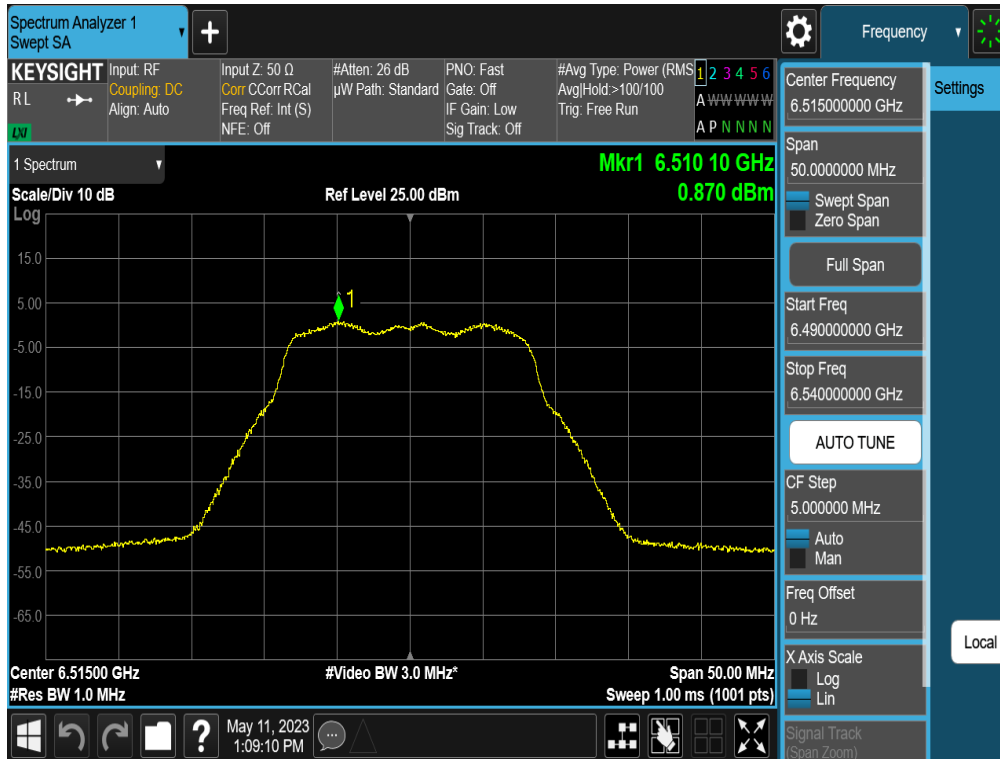 Spectrum Analyzer 1
Swept SA
+
Frequency
KEYSIGHT
RL
LXI
Input: RF
Coupling: DC
Align: Auto
Input Z: 50 Ω
Corr CCorr RCal
Freq Ref: Int (S)
NFE: Off
#Atten: 26 dB
µW Path: Standard
PNO: Fast
Gate: Off
IF Gain: Low
Sig Track: Off
#Avg Type: Power (RMS
Avg|Hold:>100/100
Trig: Free Run
1 2 3 4 5 6
A W W W W W
A P N N N N
1 Spectrum
Mkr1 6.510 10 GHz
0.870 dBm
Scale/Div 10 dB
Ref Level 25.00 dBm
Log
15.0
5.00
-5.00
-15.0
-25.0
-35.0
-45.0
-55.0
-65.0
1
Center 6.51500 GHz
#Video BW 3.0 MHz*
Span 50.00 MHz
#Res BW 1.0 MHz
Sweep 1.00 ms (1001 pts)
Center Frequency
6.515000000 GHz
Span
50.0000000 MHz
Swept Span
Zero Span
Full Span
Start Freq
6.490000000 GHz
Stop Freq
6.540000000 GHz
AUTO TUNE
CF Step
5.000000 MHz
Auto
Man
Freq Offset
0 Hz
X Axis Scale
Log
Lin
Signal Track
(Span Zoom)
Settings
Local
?
May 11, 2023
1:09:10 PM